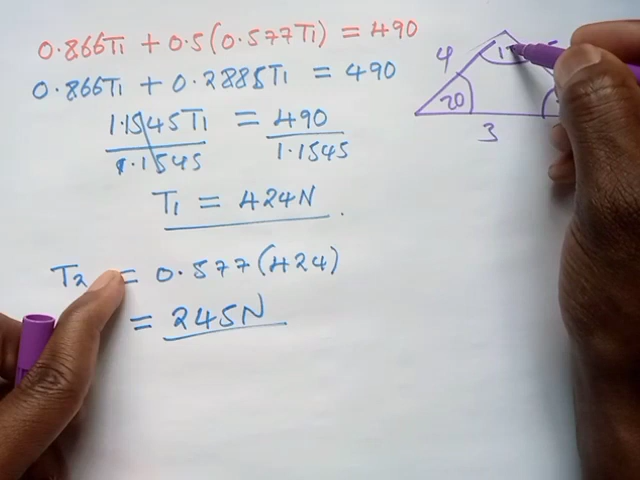 0.866T1 + 0.5(0.577T1) = 490
0.866T1 + 0.2885T1 = 490
1.1545T1 = 490
1.1545 1.1545
T1 = 424N
T2 = 0.577(424)
= 245N
4
20
3